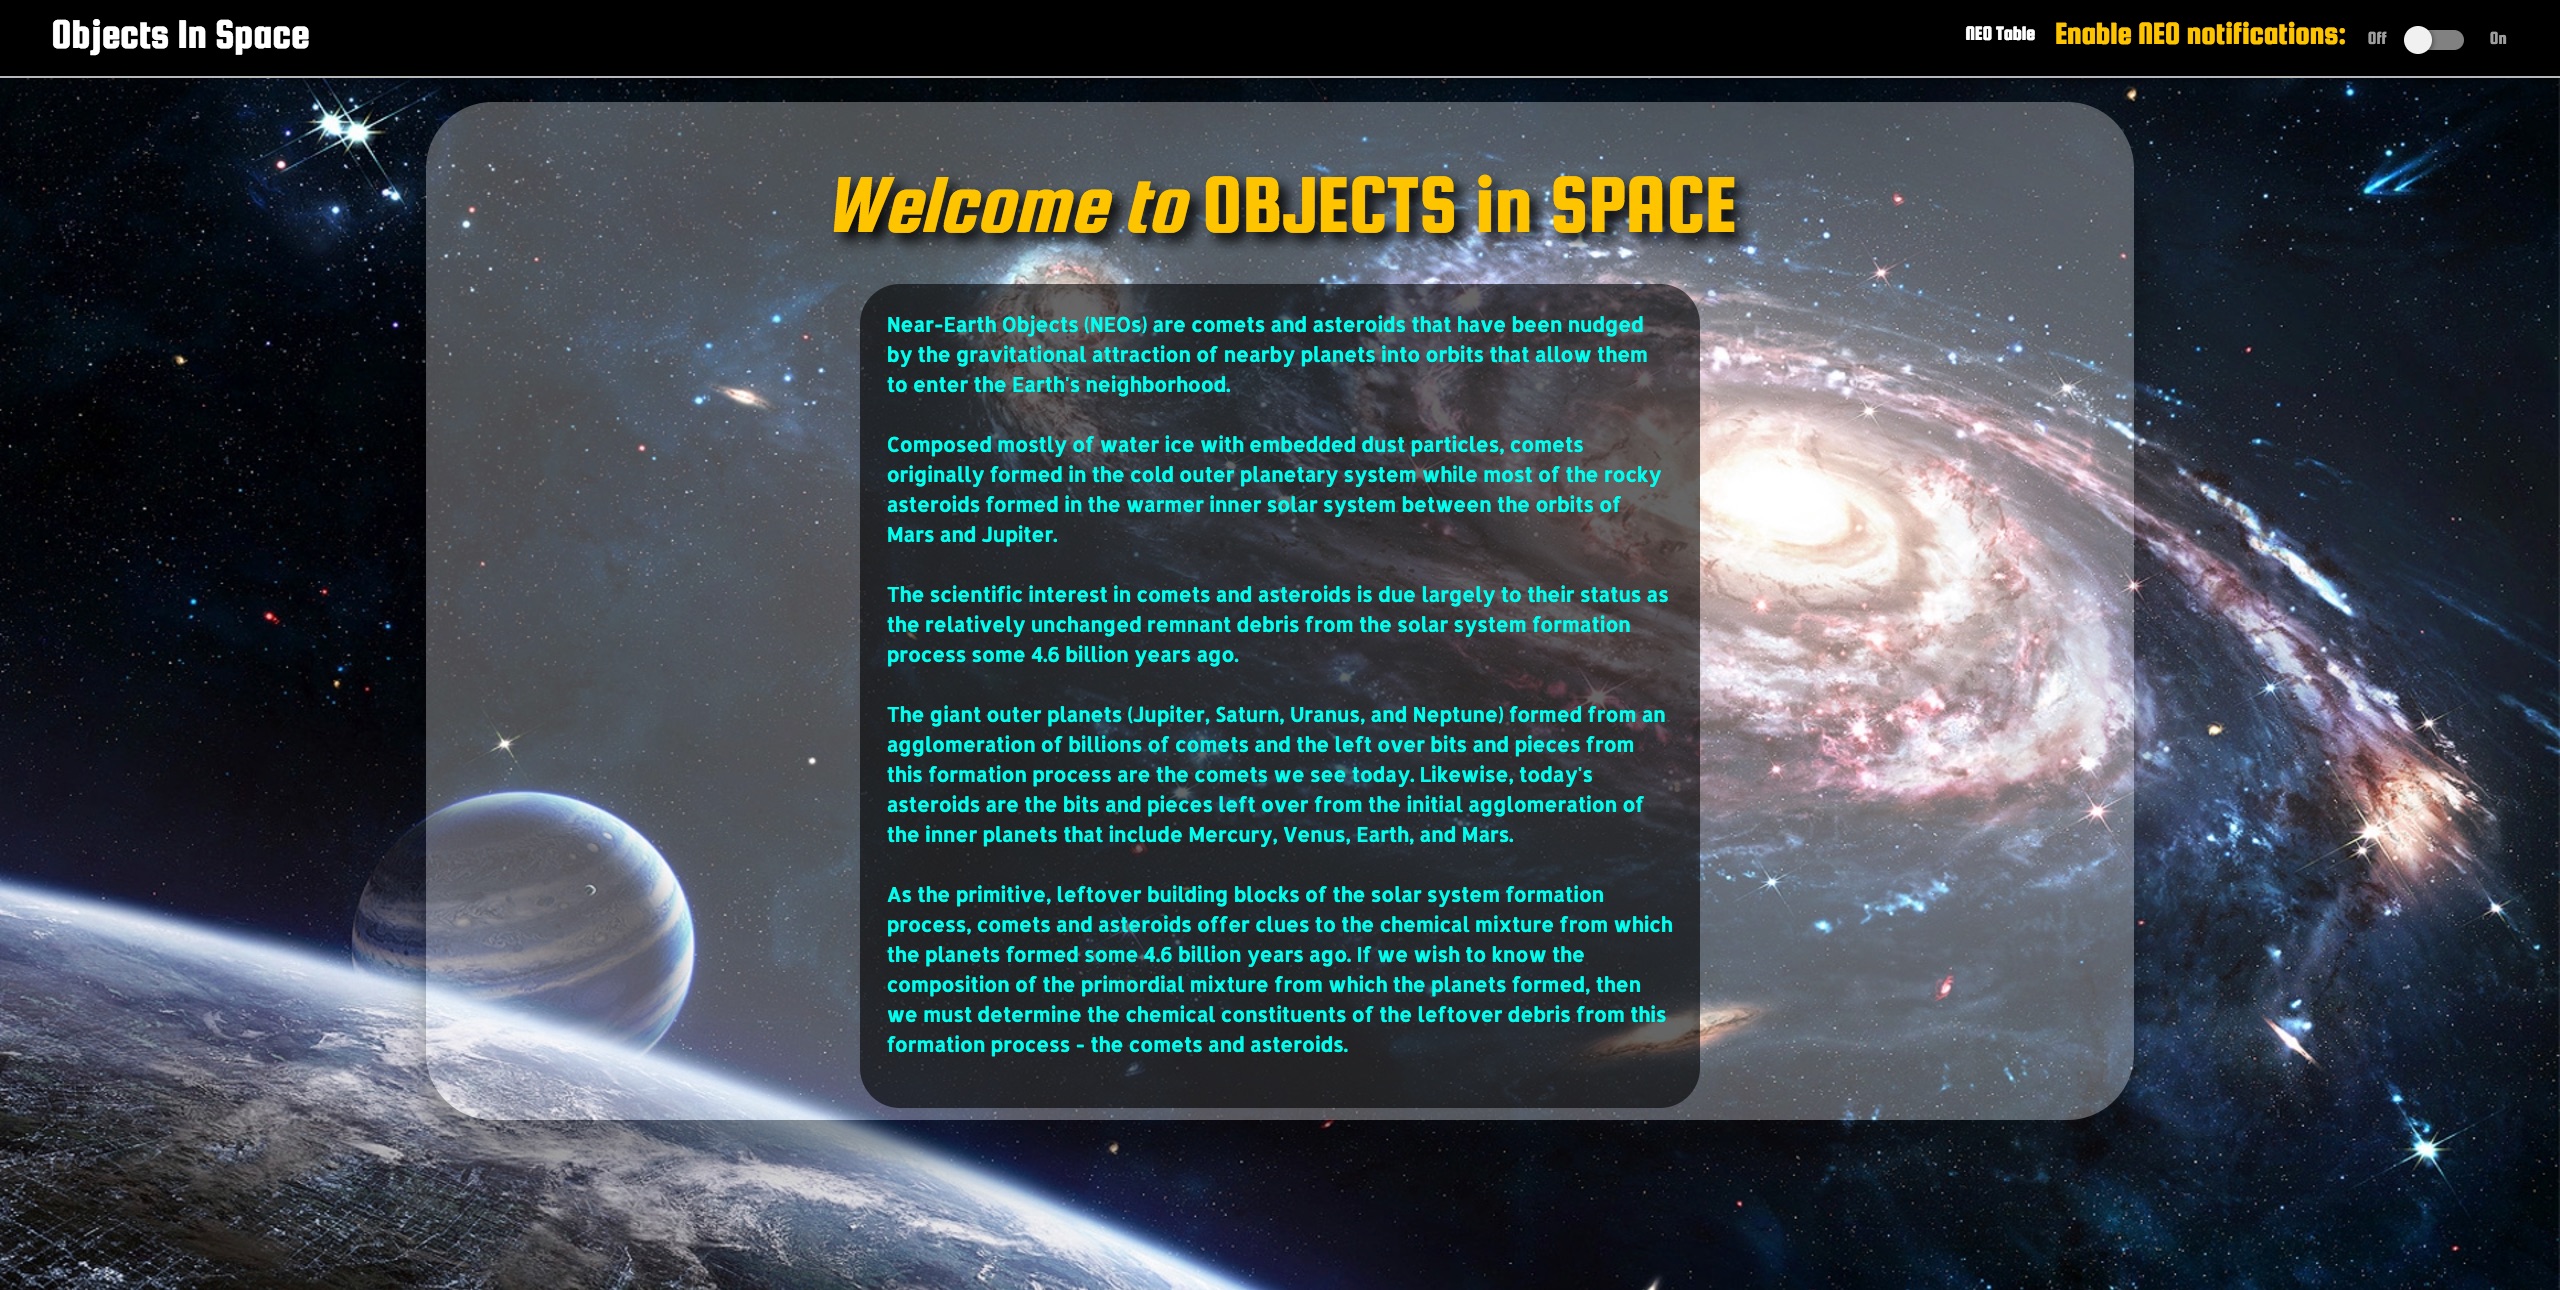 Objects In Space
NEO Table
Enable NEO notifications:
Off
On
Welcome to OBJECTS in SPACE
Near-Earth Objects (NEOs) are comets and asteroids that have been nudged
by the gravitational attraction of nearby planets into orbits that allow them
to enter the Earth's neighborhood.
Composed mostly of water ice with embedded dust particles, comets
originally formed in the cold outer planetary system while most of the rocky
asteroids formed in the warmer inner solar system between the orbits of
Mars and Jupiter.
The scientific interest in comets and asteroids is due largely to their status as
the relatively unchanged remnant debris from the solar system formation
process some 4.6 billion years ago.
The giant outer planets (Jupiter, Saturn, Uranus, and Neptune) formed from an
agglomeration of billions of comets and the left over bits and pieces from
this formation process are the comets we see today. Likewise, today's
asteroids are the bits and pieces left over from the initial agglomeration of
the inner planets that include Mercury, Venus, Earth, and Mars.
As the primitive, leftover building blocks of the solar system formation
process, comets and asteroids offer clues to the chemical mixture from which
the planets formed some 4.6 billion years ago. If we wish to know the
composition of the primordial mixture from which the planets formed, then
we must determine the chemical constituents of the leftover debris from this
formation process - the comets and asteroids.